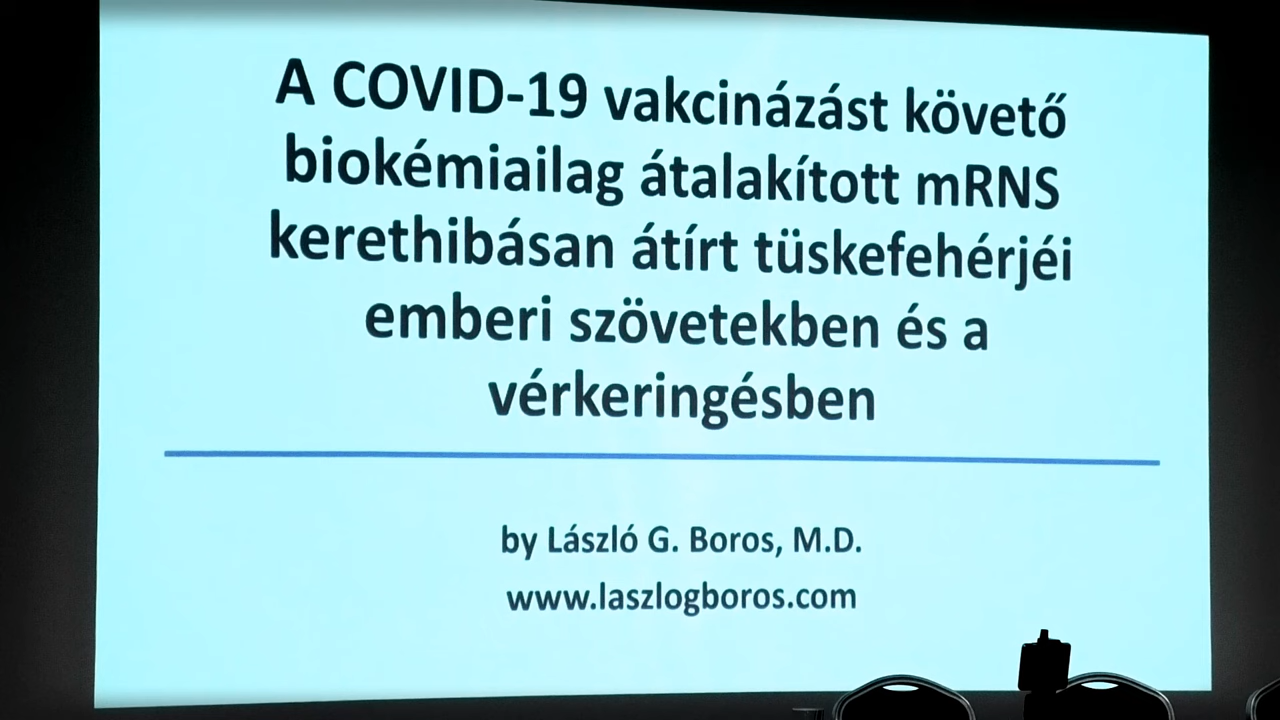 A COVID-19 vakcinázást követő
biokémiailag átalakított mRNS
kerethibásan átírt tüskefehérjéi
emberi szövetekben és a
vérkeringésben
by László G. Boros, M.D.
www.laszlogboros.com